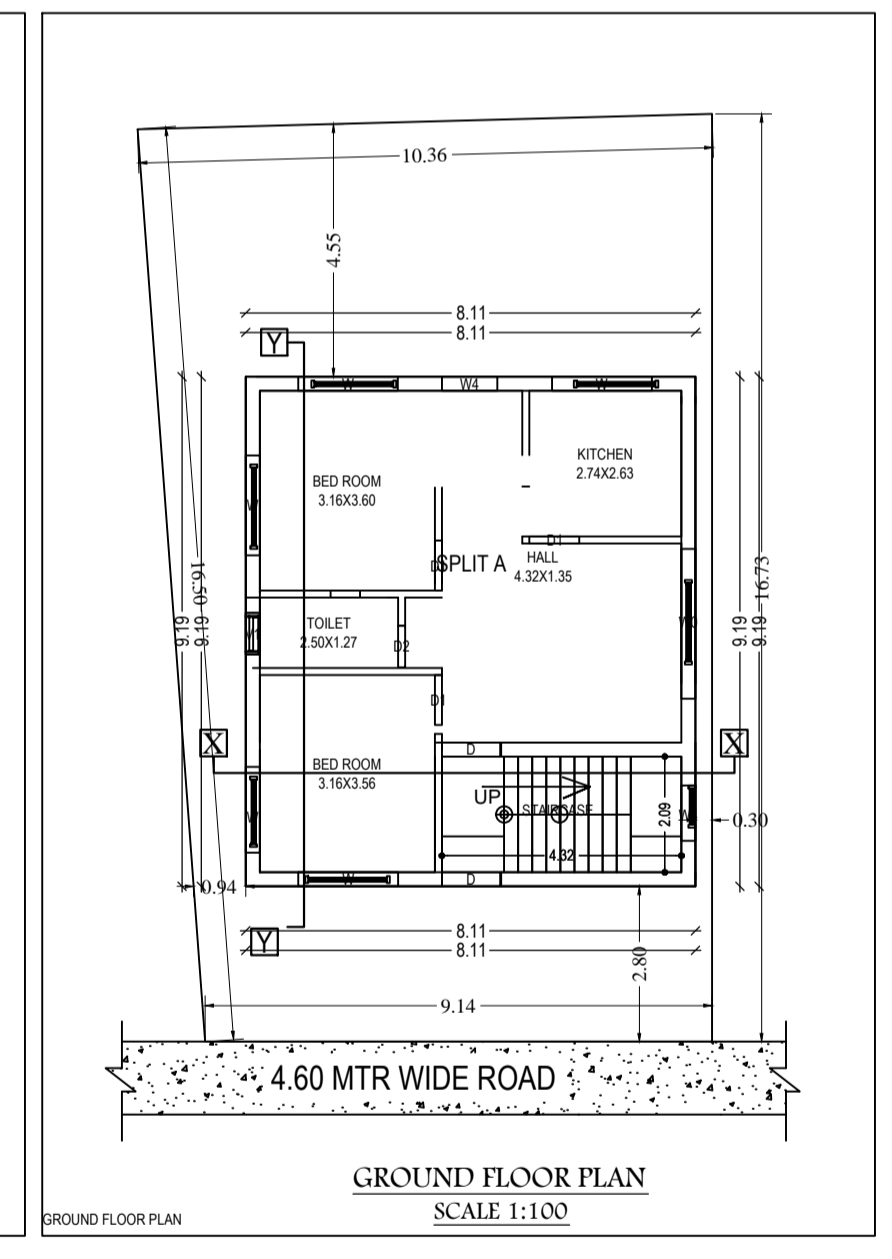 10.36
4.55
8.11
8.11
Y
W
W4
W
KITCHEN
2.74X2.63
BED ROOM
3.16X3.60
W
D1
HALL
4.32X1.35
SPLIT A
16.50
16.73
9.19
9.19
9.19
9.19
TOILET
2.50X1.27
D2
D1
X
X
D
BED ROOM
3.16X3.56
UP
STAIRCASE
2.09
4.32
0.30
W
W
D
0.94
Y
8.11
8.11
2.80
9.14
4.60 MTR WIDE ROAD
GROUND FLOOR PLAN
SCALE 1:100
GROUND FLOOR PLAN